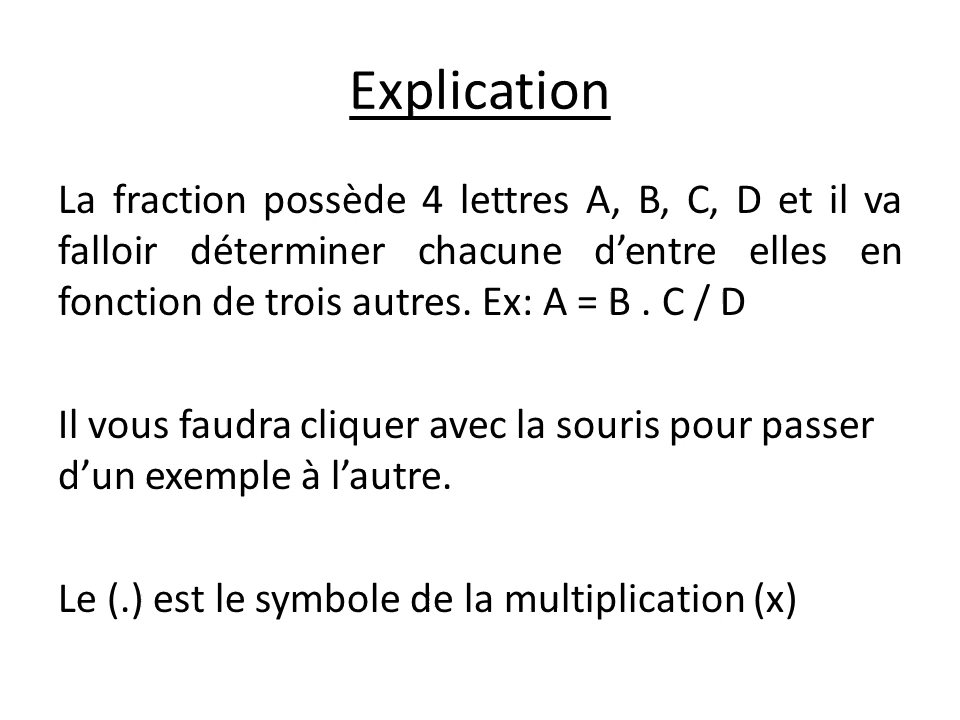 Explication
La fraction possède 4 lettres A, B, C, D et il va
falloir déterminer chacune d’entre elles en
fonction de trois autres. Ex: A = B . C / D
Il vous faudra cliquer avec la souris pour passer
d’un exemple à l’autre.
Le (.) est le symbole de la multiplication (x)